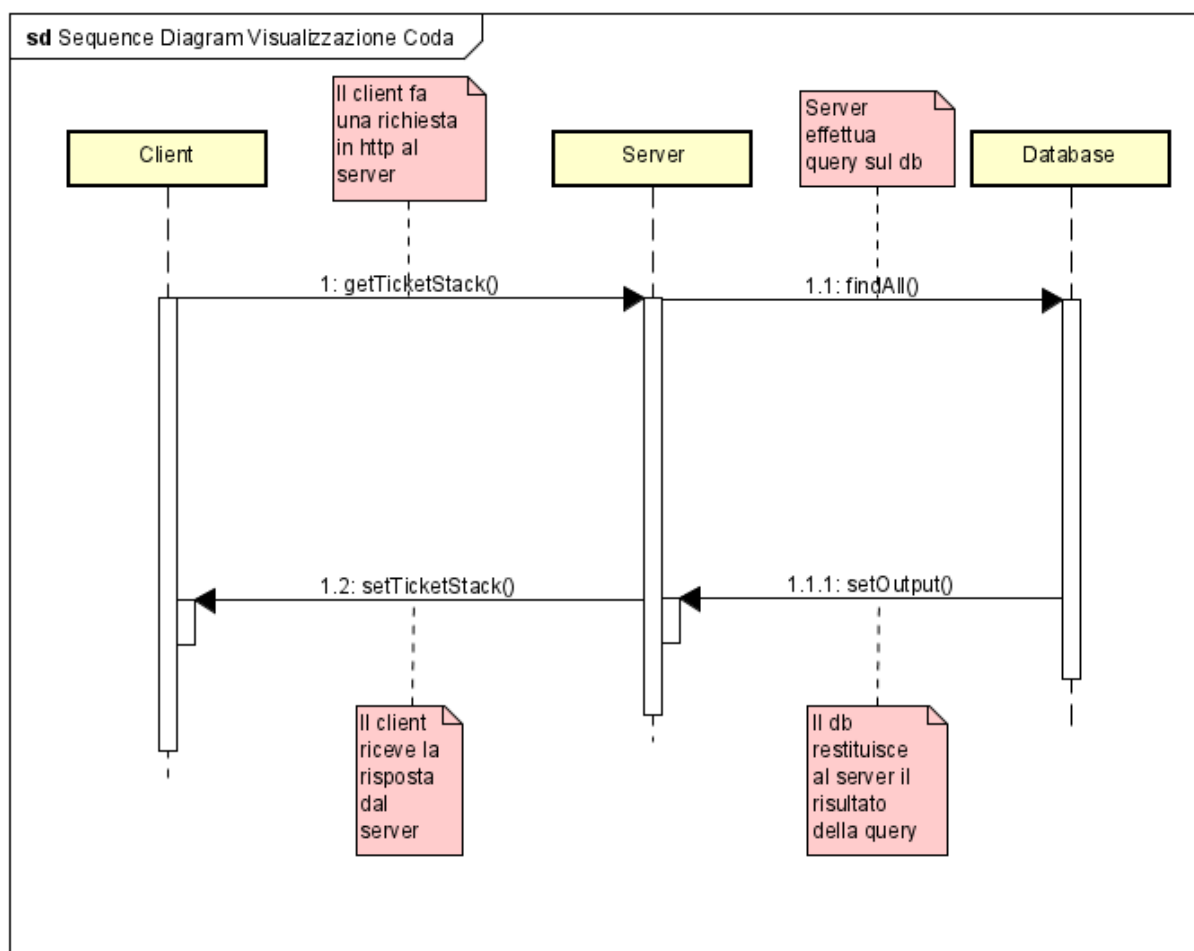 sd Sequence Diagram Visualizzazione Coda
Il client fa
una richiesta
in http al
server
Server
effettua
query sul db
Client
Server
Database
1: getTicketStack()
1.1: findAll()
1.2: setTicketStack()
1.1.1: setOutput()
Il client
riceve la
risposta
dal
server
Il db
restituisce
al server il
risultato
della query